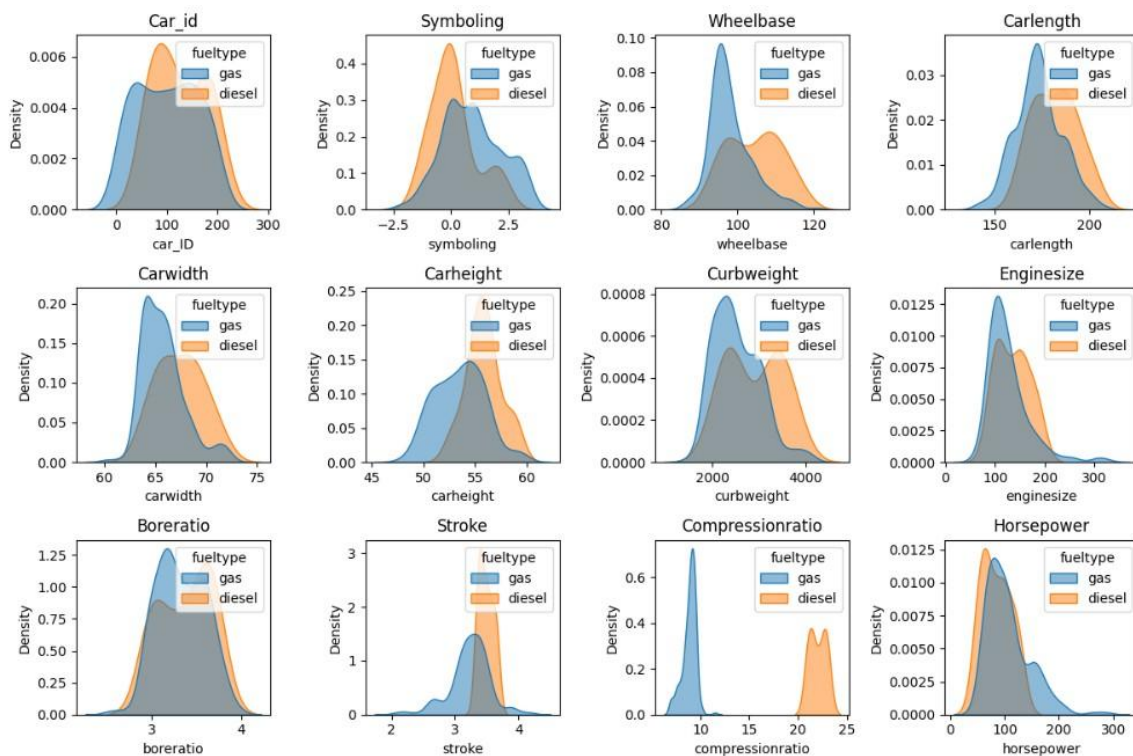 Car_id
Symboling
Wheelbase
Carlength
0.006
0.004
0.002
0.000
Density
fueltype
gas
diesel
0
100
200
300
car_ID
0.4
0.3
0.2
0.1
0.0
Density
fueltype
gas
diesel
−2.5
0.0
2.5
symboling
0.10
0.08
0.06
0.04
0.02
0.00
Density
fueltype
gas
diesel
80
100
120
wheelbase
0.03
0.02
0.01
0.00
Density
fueltype
gas
diesel
150
200
carlength
Carwidth
Carheight
Curbweight
Enginesize
0.20
0.15
0.10
0.05
0.00
Density
fueltype
gas
diesel
60
65
70
75
carwidth
0.25
0.20
0.15
0.10
0.05
0.00
Density
fueltype
gas
diesel
45
50
55
60
carheight
0.0008
0.0006
0.0004
0.0002
0.0000
Density
fueltype
gas
diesel
2000
4000
curbweight
0.0125
0.0100
0.0075
0.0050
0.0025
0.0000
Density
fueltype
gas
diesel
0
100
200
300
enginesize
Boreratio
Stroke
Compressionratio
Horsepower
1.25
1.00
0.75
0.50
0.25
0.00
Density
fueltype
gas
diesel
3
4
boreratio
3
2
1
0
Density
fueltype
gas
diesel
2
3
4
stroke
0.6
0.4
0.2
0.0
Density
fueltype
gas
diesel
10
15
20
25
compressionratio
0.0125
0.0100
0.0075
0.0050
0.0025
0.0000
Density
fueltype
gas
diesel
0
100
200
300
horsepower